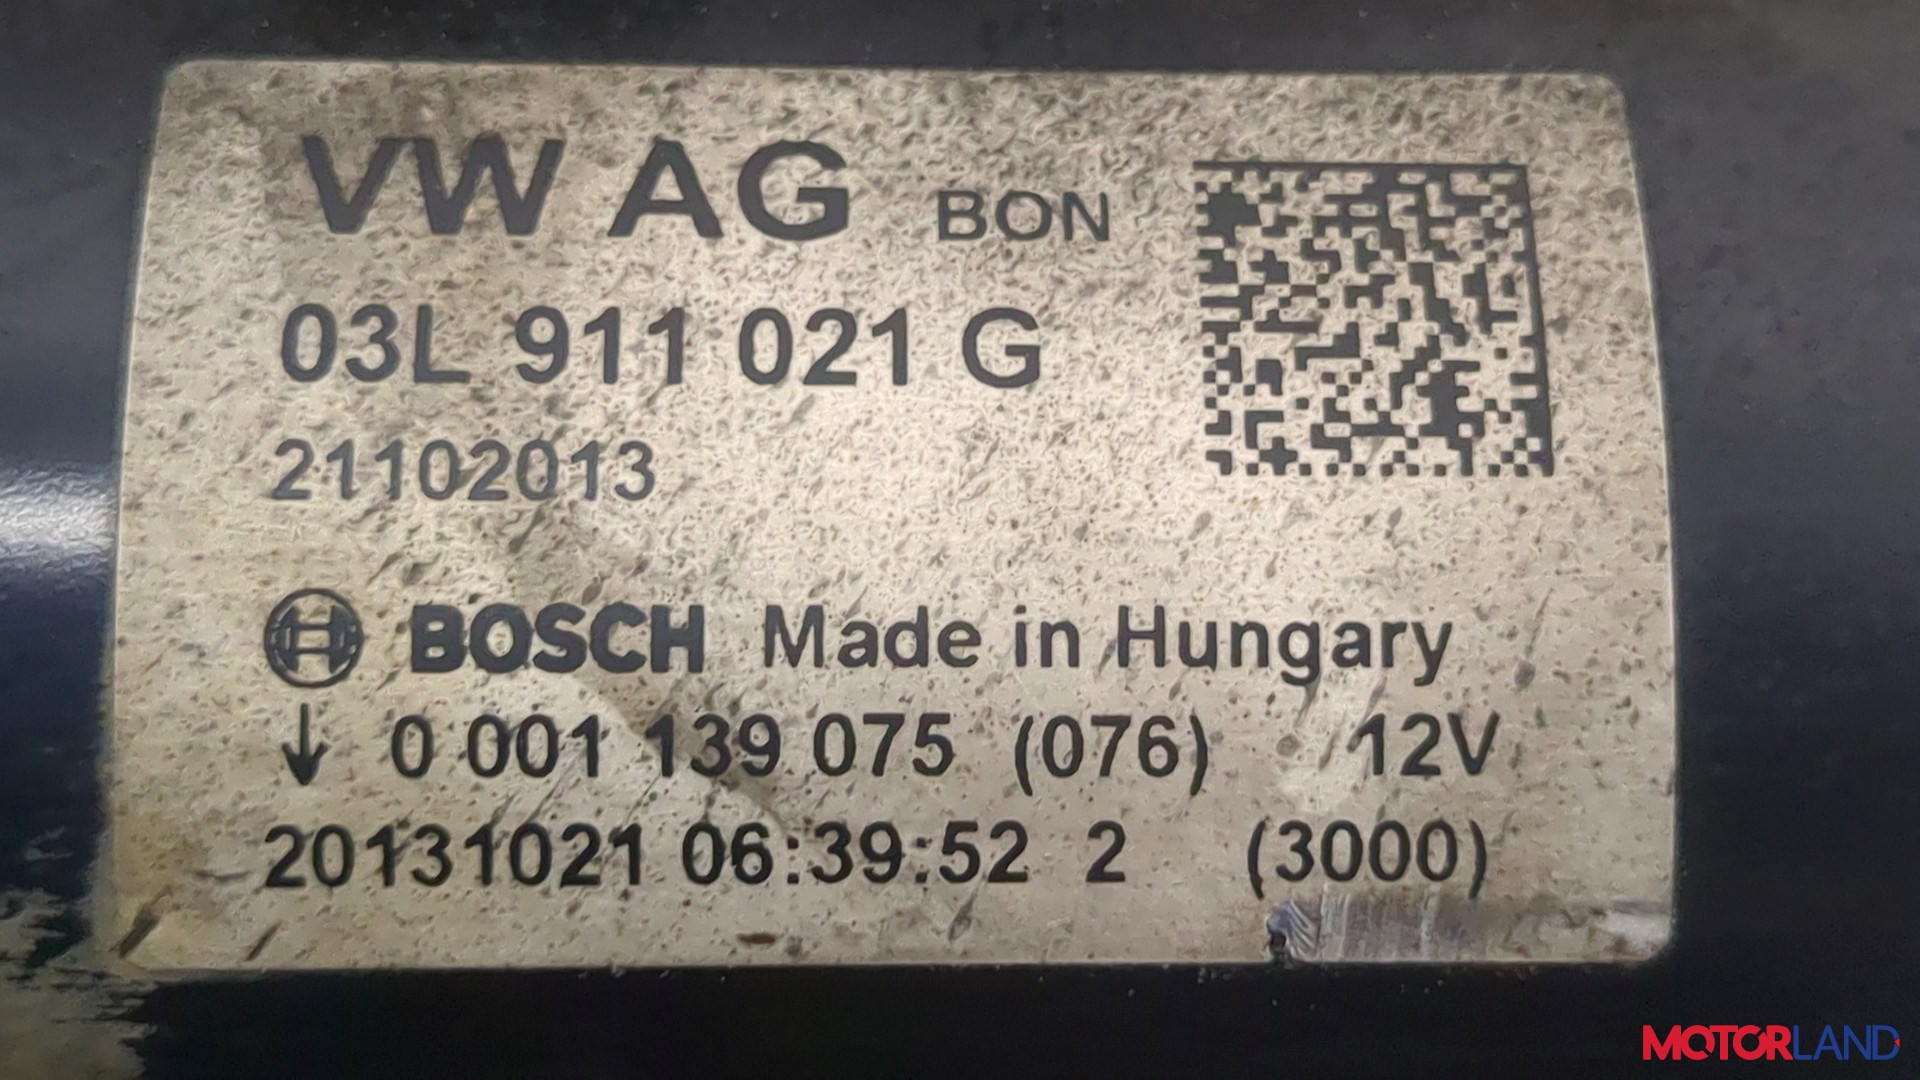 VW AG BON
03L 911 021 G
21102013
BOSCH Made in Hungary
↓ 0 001 139 075 (076) 12V
20131021 06:39:52 2 (3000)
MOTORLAND